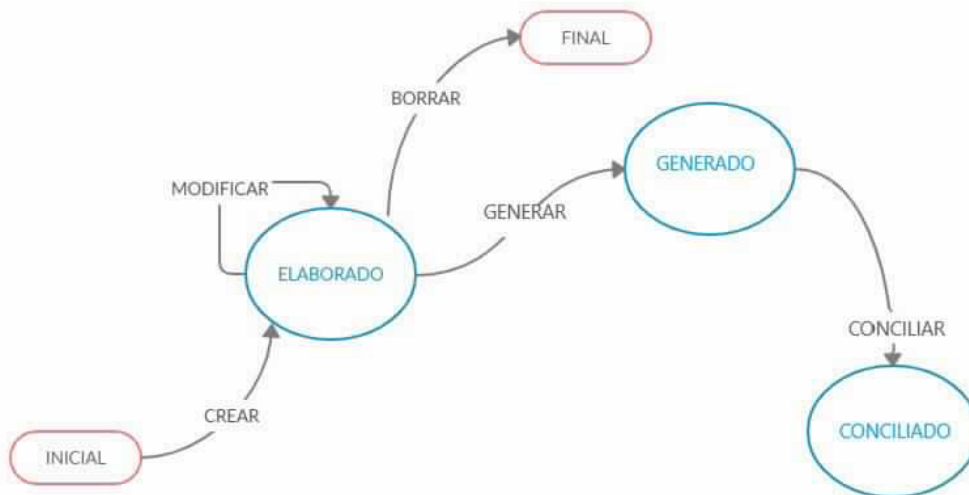 FINAL
BORRAR
GENERADO
MODIFICAR
GENERAR
ELABORADO
CONCILIAR
CREAR
CONCILIADO
INICIAL